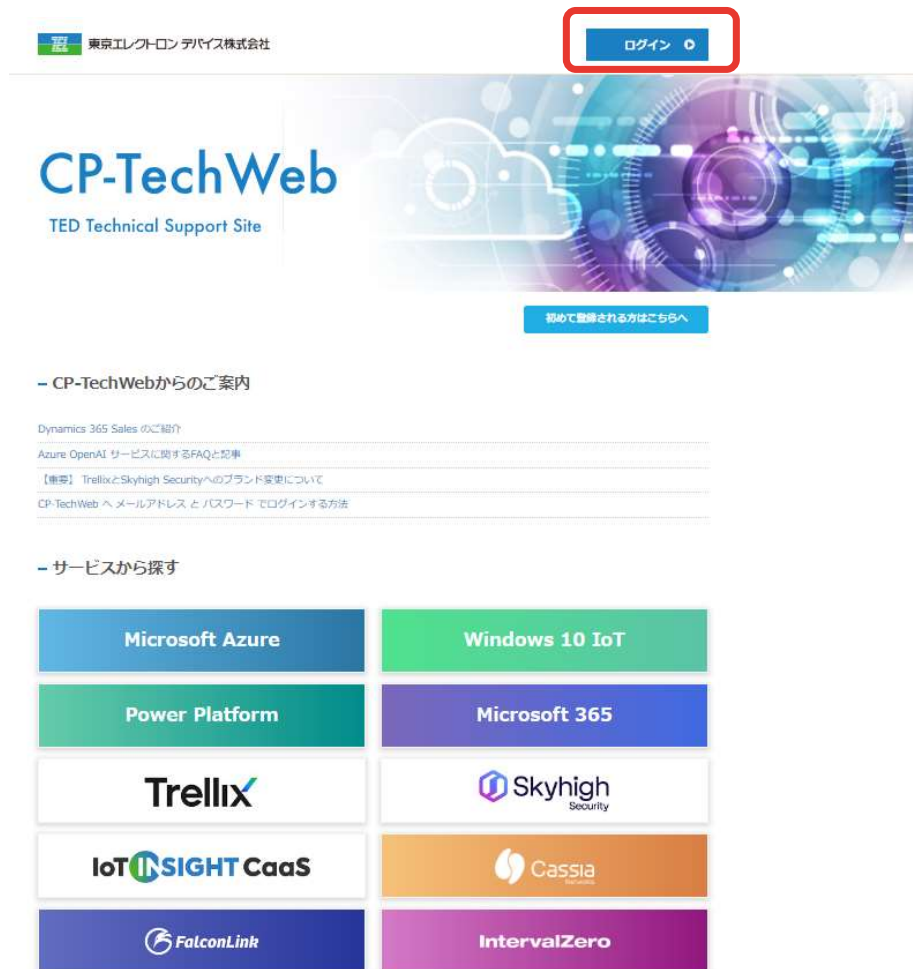 TEL 東京エレクトロン デバイス株式会社
ログイン
CP-TechWeb
TED Technical Support Site
初めて登録される方はこちらへ
– CP-TechWebからのご案内
Dynamics 365 Sales のご紹介
Azure OpenAI サービスに関するFAQと記事
【重要】 TrellixとSkyhigh Securityへのブランド変更について
CP-TechWeb へ メールアドレス と パスワード でログインする方法
– サービスから探す
Microsoft Azure
Windows 10 IoT
Power Platform
Microsoft 365
Trellix
Skyhigh
Security
IoT INSIGHT CaaS
Cassia
Networks
FalconLink
IntervalZero